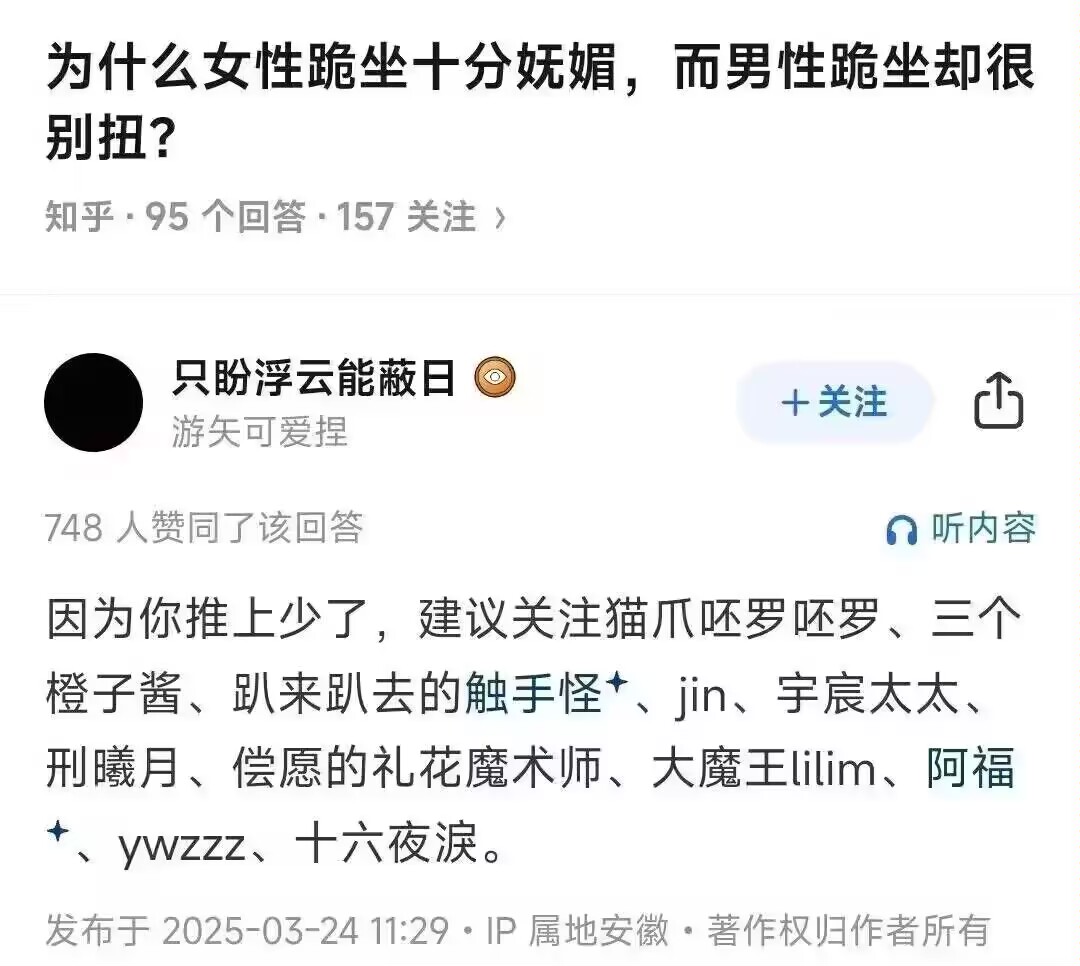 为什么女性跪坐十分妩媚，而男性跪坐却很
别扭？
知乎 · 95 个回答 · 157 关注 ›
只盼浮云能蔽日
游矢可爱捏
+ 关注
748 人赞同了该回答
听内容
因为你推上少了，建议关注猫爪呸罗呸罗、三个
橙子酱、趴来趴去的触手怪、jin、宇宸太太、
刑曦月、偿愿的礼花魔术师、大魔王lilim、阿福
、ywzzz、十六夜淚。
发布于 2025-03-24 11:29 · IP 属地安徽 · 著作权归作者所有